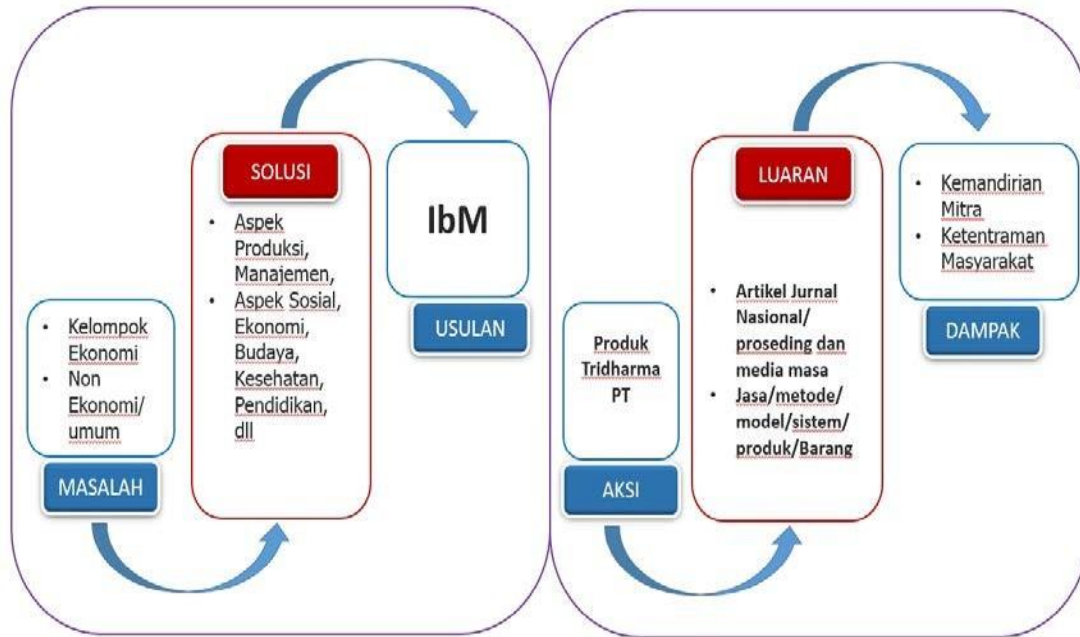 • Kelompok
Ekonomi
• Non
Ekonomi/
umum
MASALAH
SOLUSI
• Aspek
Produksi,
Manajemen,
• Aspek Sosial,
Ekonomi,
Budaya,
Kesehatan,
Pendidikan,
dll
IbM
USULAN
Produk
Tridharma
PT
AKSI
LUARAN
• Artikel Jurnal
Nasional/
proseding dan
media masa
• Jasa/metode/
model/sistem/
produk/Barang
• Kemandirian
Mitra
• Ketentraman
Masyarakat
DAMPAK